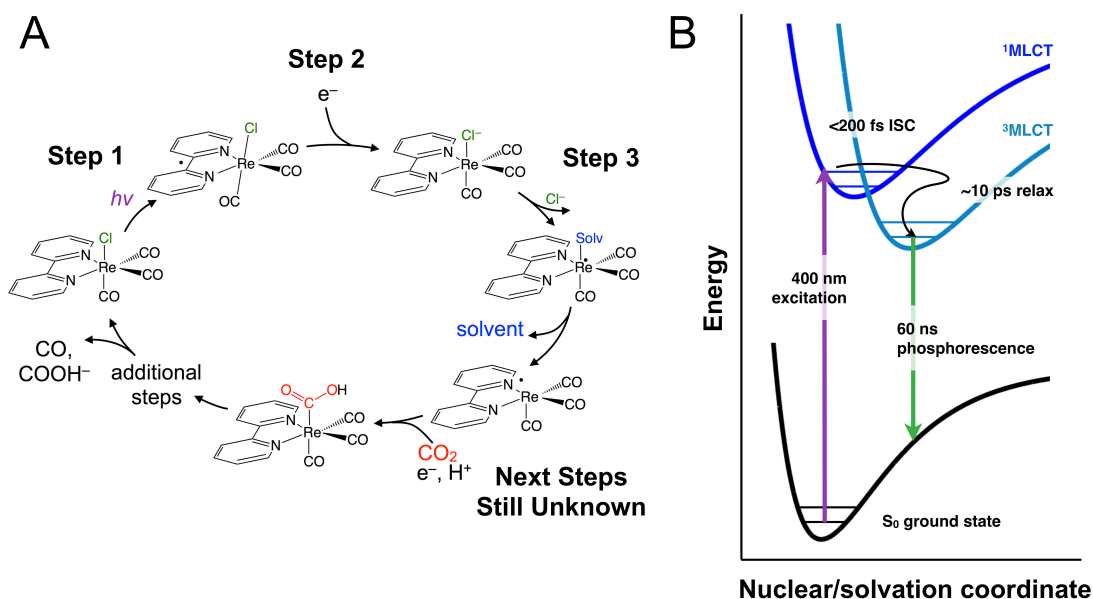 A
Step 2
e⁻
Step 1
hν
Cl
N
N
Re
CO
CO
OC
Cl⁻
N
N
Re
CO
CO
CO
Step 3
Cl⁻
Cl
N
N
Re
CO
CO
CO
Solv
N
N
Re
CO
CO
CO
solvent
CO,
COOH⁻
additional
steps
O
OH
C
N
N
Re
CO
CO
CO
N
N
Re
CO
CO
CO
CO₂
e⁻, H⁺
Next Steps
Still Unknown
B
Energy
¹MLCT
<200 fs ISC
³MLCT
~10 ps relax
400 nm
excitation
60 ns
phosphorescence
S₀ ground state
Nuclear/solvation coordinate